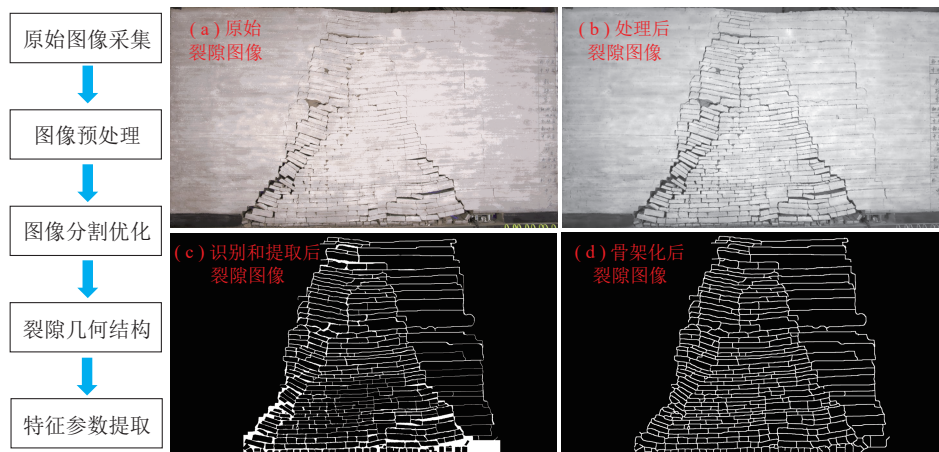 原始图像采集
图像预处理
图像分割优化
裂隙几何结构
特征参数提取
(a)原始
裂隙图像
(b)处理后
裂隙图像
(c)识别和提取后
裂隙图像
(d)骨架化后
裂隙图像